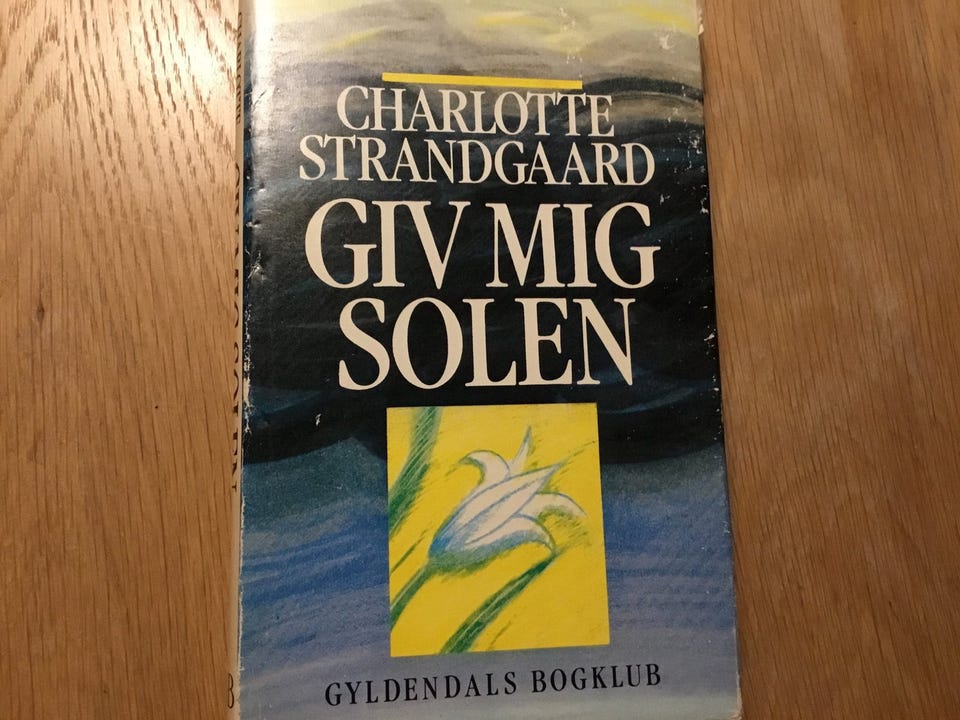 CHARLOTTE
STRANDGAARD
GIV MIG
SOLEN
GYLDENDALS BOGKLUB